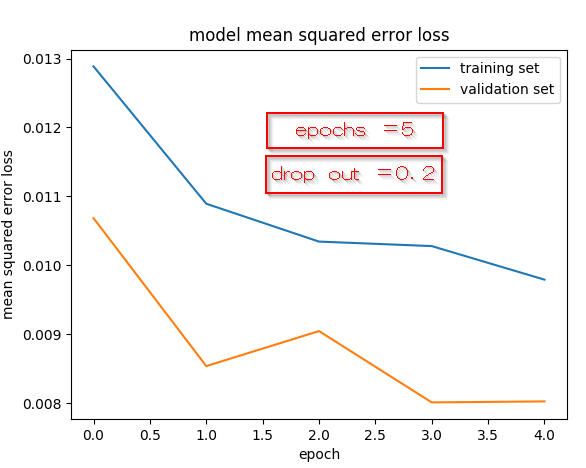 model mean squared error loss
0.013
0.012
0.011
0.010
0.009
0.008
mean squared error loss
training set
validation set
epochs =5
drop out =0.2
0.0 0.5 1.0 1.5 2.0 2.5 3.0 3.5 4.0
epoch